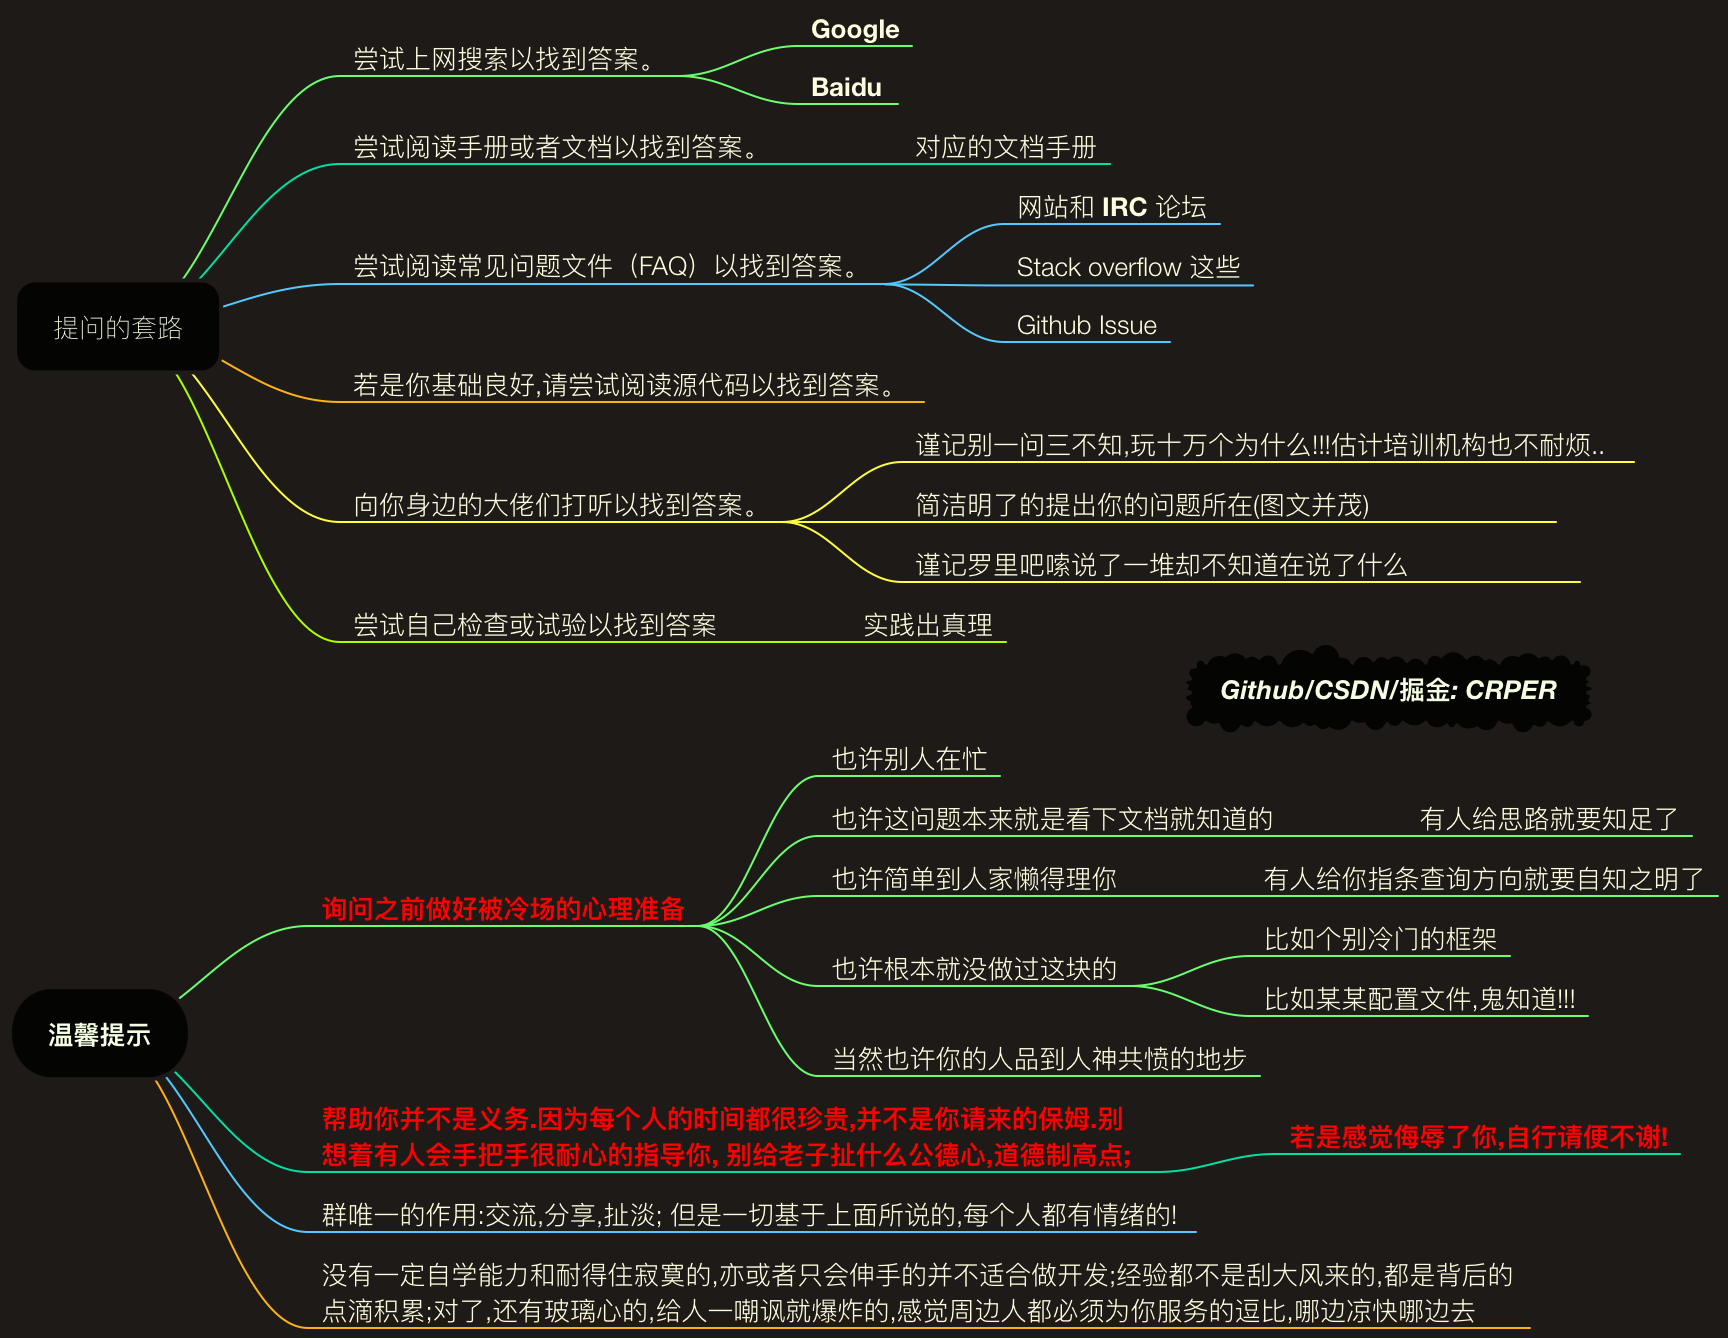 Google
尝试上网搜索以找到答案。
Baidu
尝试阅读手册或者文档以找到答案。 对应的文档手册
网站和 IRC 论坛
尝试阅读常见问题文件（FAQ）以找到答案。
Stack overflow 这些
Github Issue
提问的套路
若是你基础良好,请尝试阅读源代码以找到答案。
谨记别一问三不知,玩十万个为什么!!!估计培训机构也不耐烦..
向你身边的大佬们打听以找到答案。
简洁明了的提出你的问题所在(图文并茂)
谨记罗里吧嗦说了一堆却不知道在说了什么
尝试自己检查或试验以找到答案 实践出真理
Github/CSDN/掘金: CRPER
也许别人在忙
也许这问题本来就是看下文档就知道的 有人给思路就要知足了
也许简单到人家懒得理你 有人给你指条查询方向就要自知之明了
询问之前做好被冷场的心理准备
比如个别冷门的框架
也许根本就没做过这块的
比如某某配置文件,鬼知道!!!
当然也许你的人品到人神共愤的地步
温馨提示
帮助你并不是义务.因为每个人的时间都很珍贵,并不是你请来的保姆.别
想着有人会手把手很耐心的指导你, 别给老子扯什么公德心,道德制高点;
若是感觉侮辱了你,自行请便不谢!
群唯一的作用:交流,分享,扯淡; 但是一切基于上面所说的,每个人都有情绪的!
没有一定自学能力和耐得住寂寞的,亦或者只会伸手的并不适合做开发;经验都不是刮大风来的,都是背后的
点滴积累;对了,还有玻璃心的,给人一嘲讽就爆炸的,感觉周边人都必须为你服务的逗比,哪边凉快哪边去